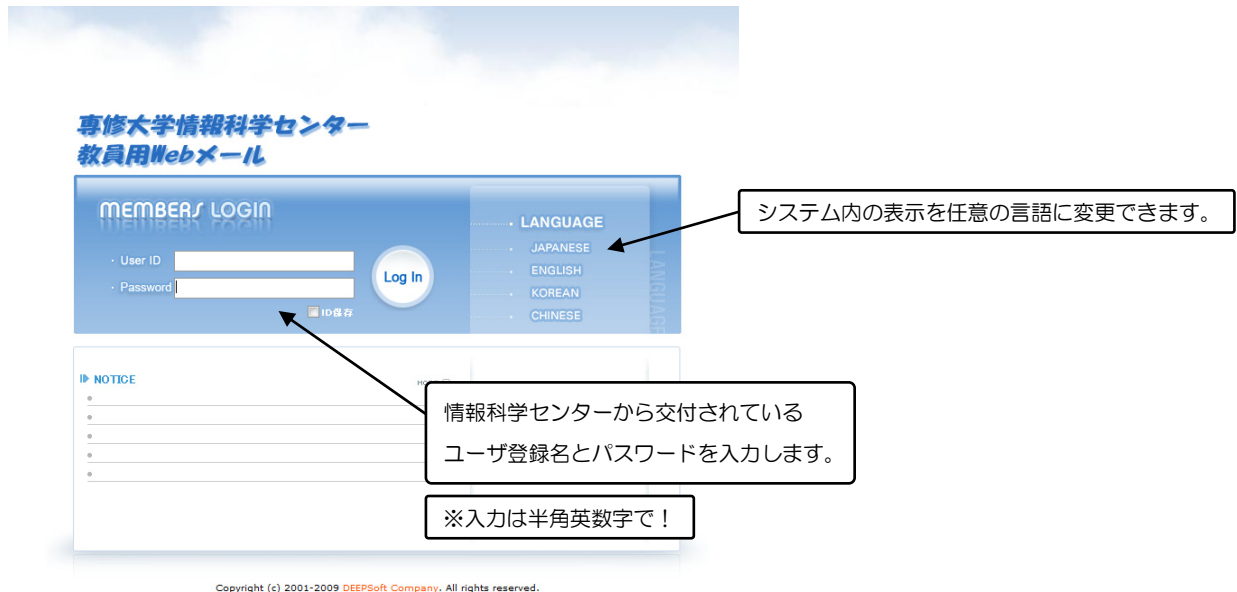 専修大学情報科学センター
教員用Webメール
MEMBERS LOGIN
LANGUAGE
システム内の表示を任意の言語に変更できます。
JAPANESE
User ID
ENGLISH
Log In
Password
KOREAN
ID保存
CHINESE
LANGUAGE
NOTICE
情報科学センターから交付されている
ユーザ登録名とパスワードを入力します。
※入力は半角英数字で！
Copyright (c) 2001-2009 DEEPSoft Company. All rights reserved.